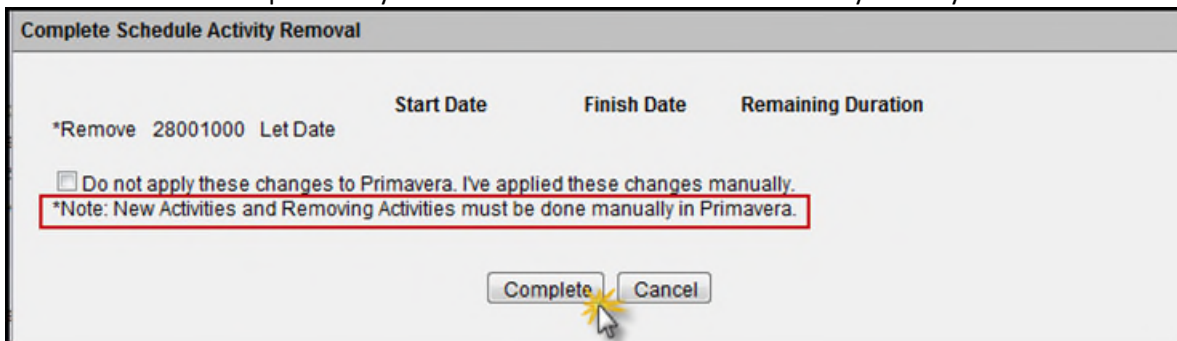 Complete Schedule Activity Removal
Start Date Finish Date Remaining Duration
*Remove 28001000 Let Date
Do not apply these changes to Primavera. I've applied these changes manually.
*Note: New Activities and Removing Activities must be done manually in Primavera.
Complete Cancel